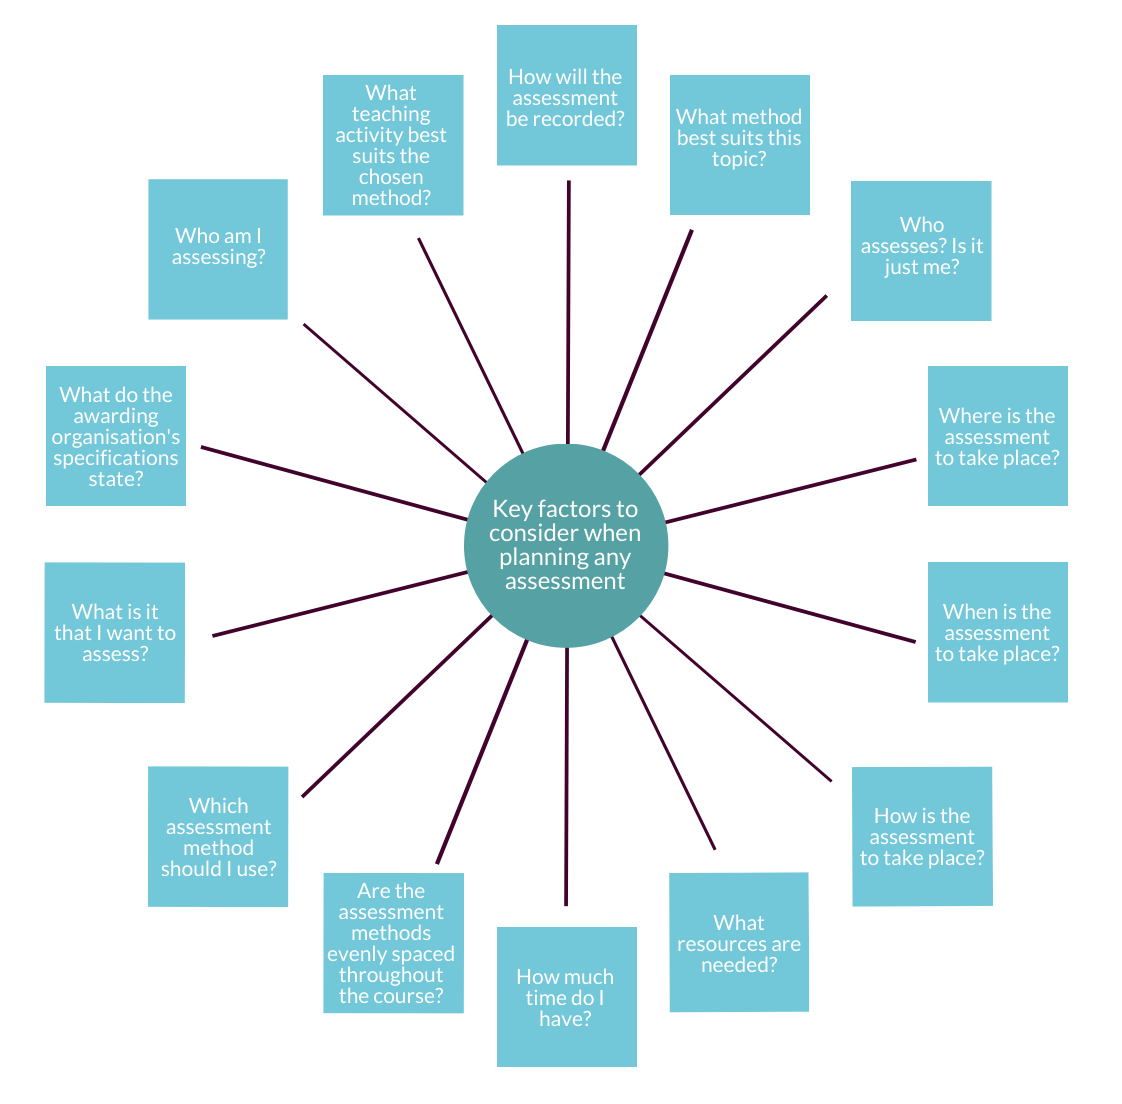 How will the
assessment
be recorded?
What method
best suits this
topic?
Who
assesses? Is it
just me?
Where is the
assessment
to take place?
When is the
assessment
to take place?
How is the
assessment
to take place?
What
resources are
needed?
How much
time do I
have?
Are the
assessment
methods
evenly spaced
throughout
the course?
Which
assessment
method
should I use?
What is it
that I want to
assess?
What do the
awarding
organisation's
specifications
state?
Who am I
assessing?
What
teaching
activity best
suits the
chosen
method?
Key factors to
consider when
planning any
assessment